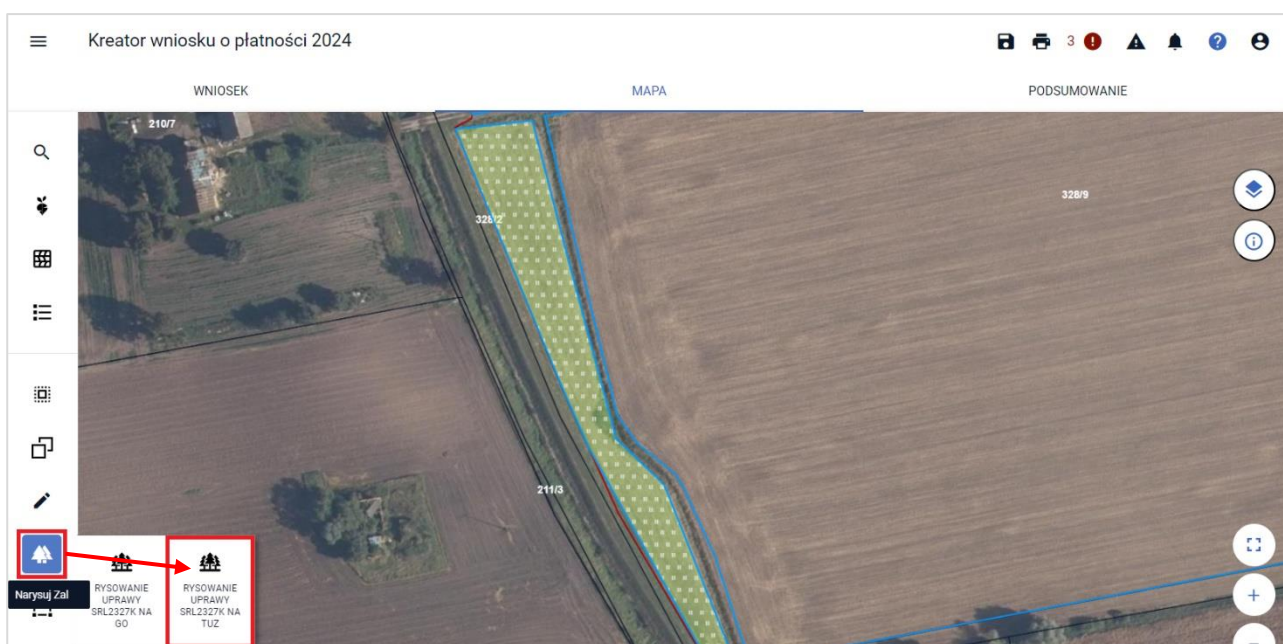 Kreator wniosku o płatności 2024
3
WNIOSEK
MAPA
PODSUMOWANIE
210/7
328/2
328/9
211/3
Narysuj Zal
RYSOWANIE
UPRAWY
SRL2327K NA
GO
RYSOWANIE
UPRAWY
SRL2327K NA
TUZ